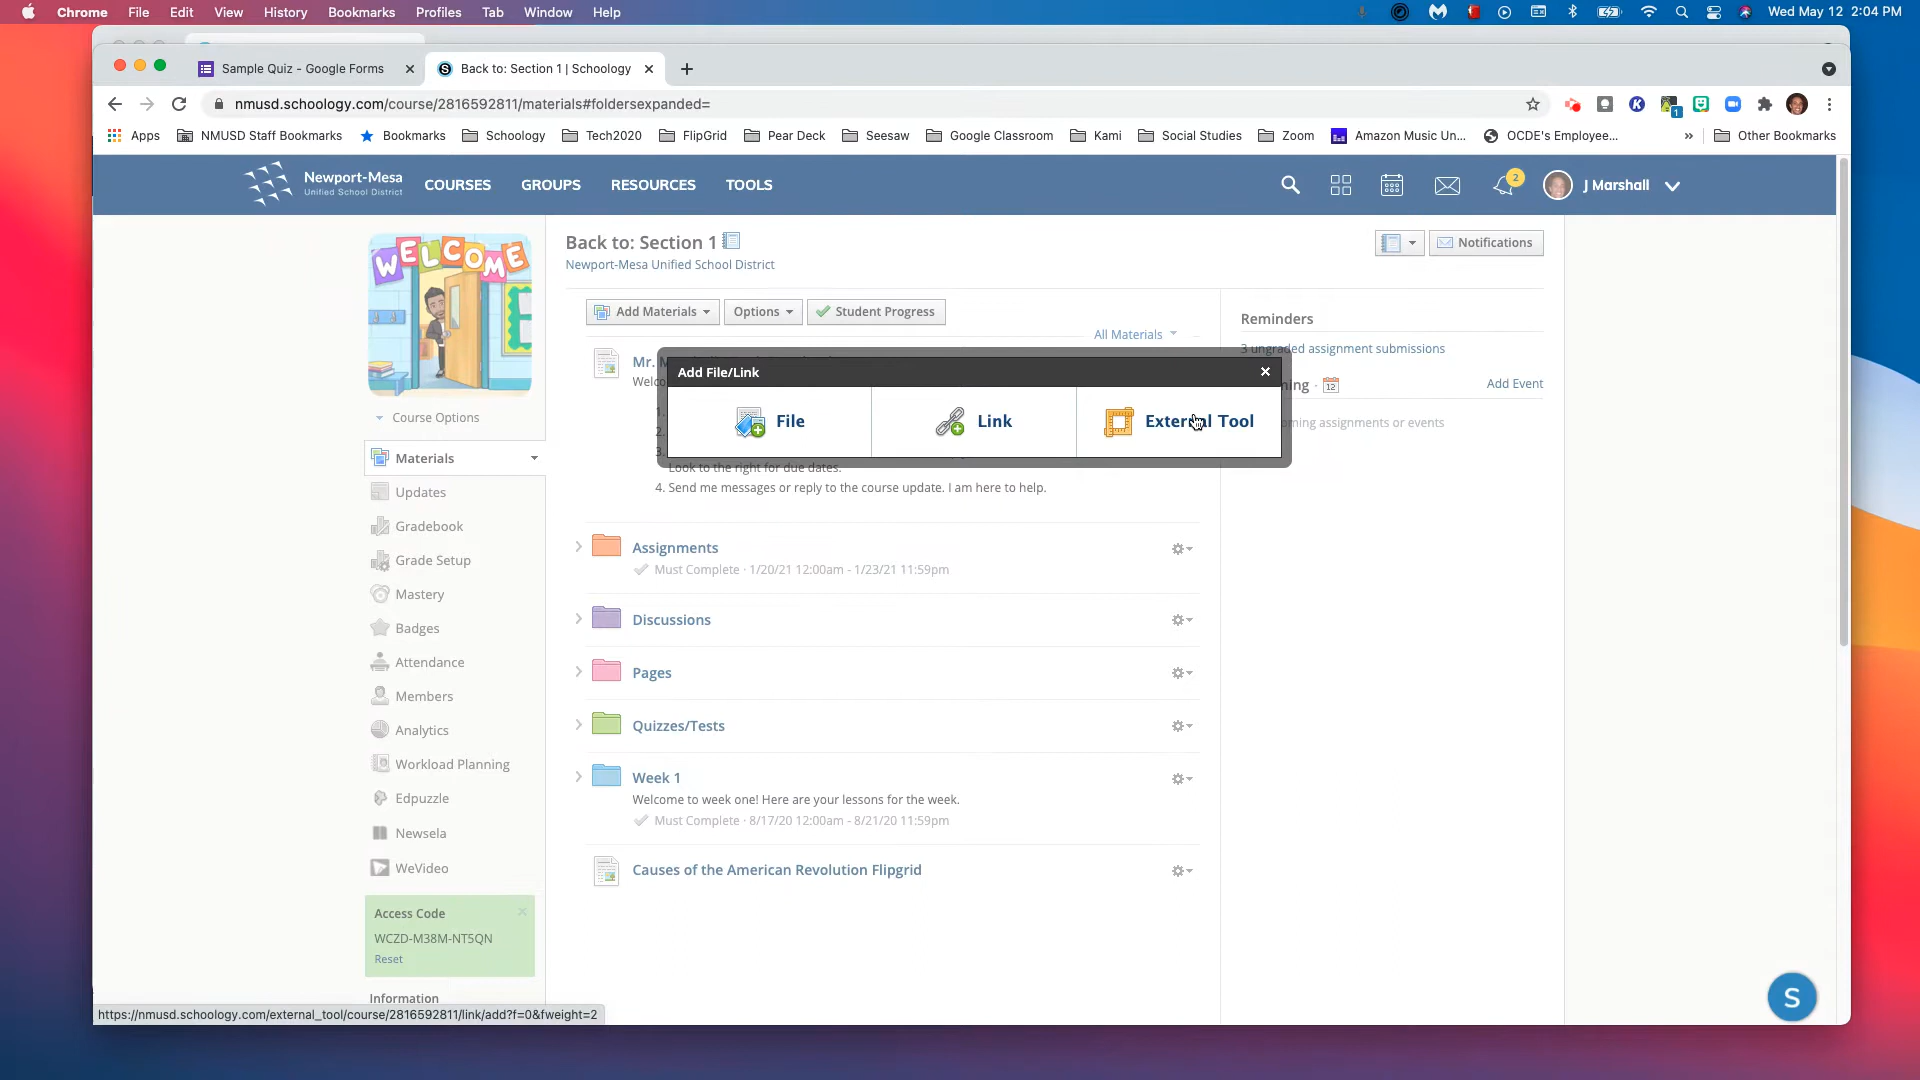 Chrome File Edit View History Bookmarks Profiles Tab Window Help Wed May 12 2:04 PM
Sample Quiz - Google Forms Back to: Section 1 | Schoology
nmusd.schoology.com/course/2816592811/materials#foldersexpanded=
Apps NMUSD Staff Bookmarks Bookmarks Schoology Tech2020 FlipGrid Pear Deck Seesaw Google Classroom Kami Social Studies Zoom Amazon Music Un... OCDE's Employee... » Other Bookmarks
Newport-Mesa
Unified School District
COURSES GROUPS RESOURCES TOOLS 2 J Marshall
WELCOME
Back to: Section 1
Notifications
Newport-Mesa Unified School District
Add Materials Options Student Progress
All Materials
Reminders
3 ungraded assignment submissions
Add Event
Mr.
Add File/Link
File Link External Tool
1.
2.
3.
Look to the right for due dates.
4. Send me messages or reply to the course update. I am here to help.
Course Options
Materials
Updates
Gradebook
Grade Setup
Mastery
Badges
Attendance
Members
Analytics
Workload Planning
Edpuzzle
Newsela
WeVideo
Access Code
WCZD-M38M-NT5QN
Reset
Information
Assignments
Must Complete · 1/20/21 12:00am - 1/23/21 11:59pm
Discussions
Pages
Quizzes/Tests
Week 1
Welcome to week one! Here are your lessons for the week.
Must Complete · 8/17/20 12:00am - 8/21/20 11:59pm
Causes of the American Revolution Flipgrid
https://nmusd.schoology.com/external_tool/course/2816592811/link/add?f=0&fweight=2
S